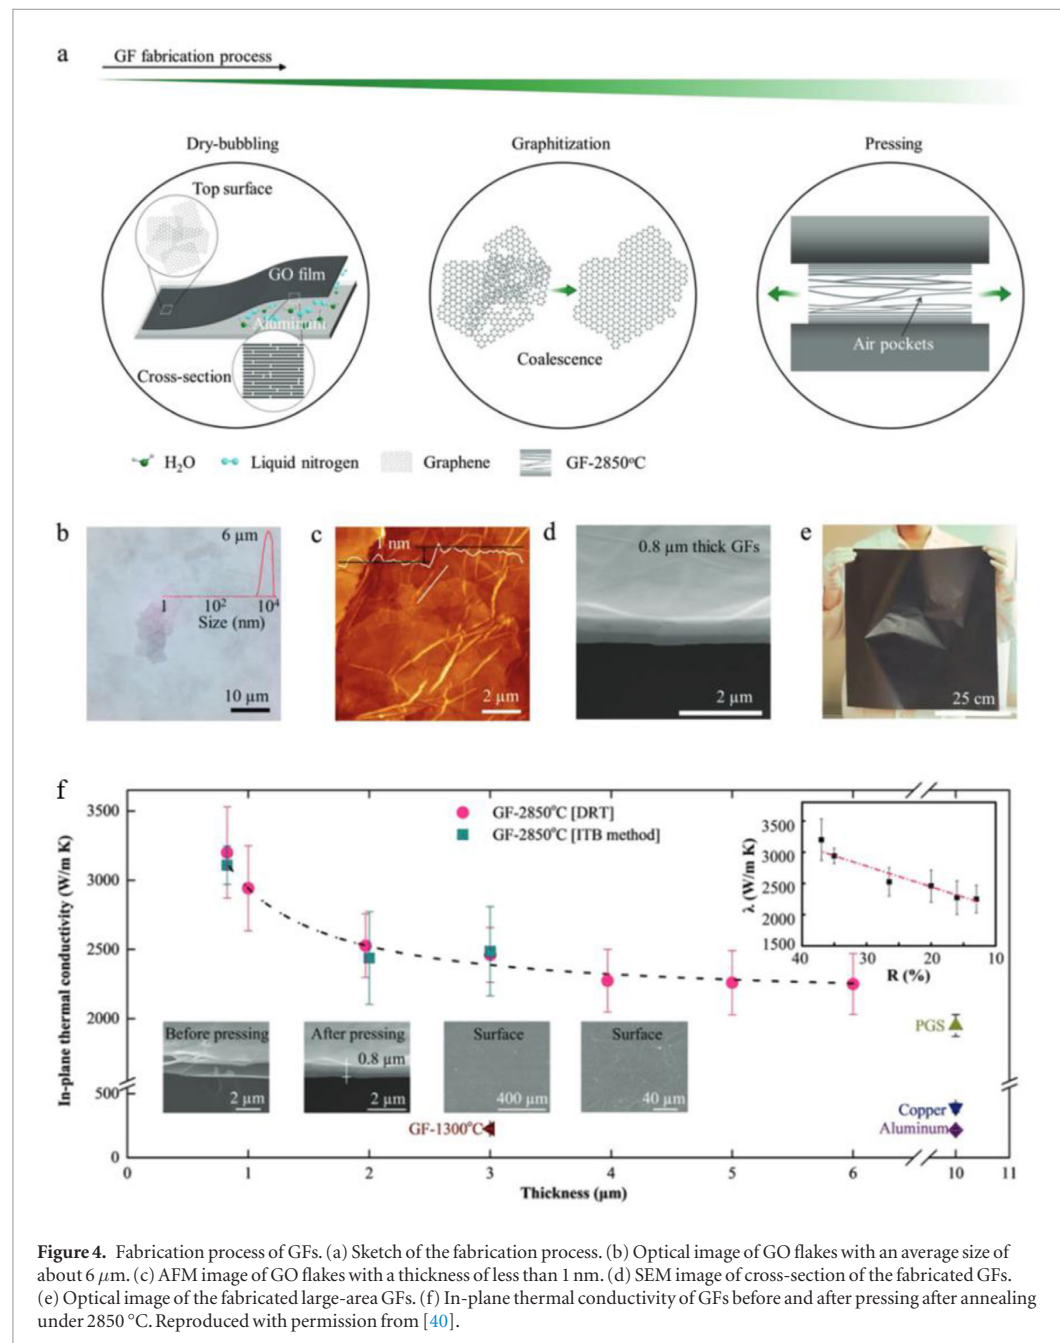 a
GF fabrication process
Dry-bubbling
Graphitization
Pressing
Top surface
GO film
Aluminum
Cross-section
Coalescence
Air pockets
H₂O
Liquid nitrogen
Graphene
GF-2850°C
b
6 μm
1 10² 10⁴
Size (nm)
10 μm
c
1 nm
2 μm
d
0.8 μm thick GFs
2 μm
e
25 cm
f
In-plane thermal conductivity (W/m K)
3500
3000
2500
2000
500
0
GF-2850°C [DRT]
GF-2850°C [ITB method]
λ (W/m K)
3500
3000
2500
2000
1500
40 30 20 10
R (%)
Before pressing
2 μm
After pressing
0.8 μm
2 μm
Surface
400 μm
Surface
40 μm
GF-1300°C
PGS
Copper
Aluminum
0 1 2 3 4 5 6 10 11
Thickness (μm)
Figure 4. Fabrication process of GFs. (a) Sketch of the fabrication process. (b) Optical image of GO flakes with an average size of
about 6 μm. (c) AFM image of GO flakes with a thickness of less than 1 nm. (d) SEM image of cross-section of the fabricated GFs.
(e) Optical image of the fabricated large-area GFs. (f) In-plane thermal conductivity of GFs before and after pressing after annealing
under 2850 °C. Reproduced with permission from [40].